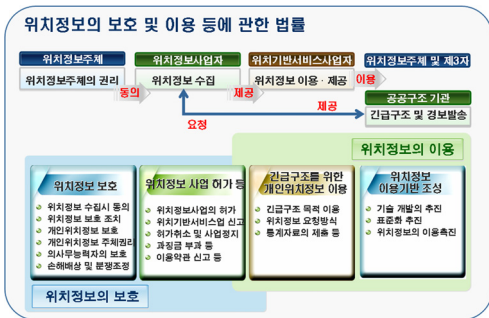 위치정보의 보호 및 이용 등에 관한 법률
위치정보주체
위치정보사업자
위치기반서비스사업자
위치정보주체 및 제3자
위치정보주체의 권리
위치정보 수집
위치정보 이용·제공
동의
제공
이용
공공구조 기관
긴급구조 및 경보발송
제공
요청
위치정보의 이용
위치정보 보호
위치정보 수집시 동의
위치정보 보호 조치
개인위치정보 보호
개인위치정보 주체권리
의사무능력자의 보호
손해배상 및 분쟁조정
위치정보 사업 허가 등
위치정보사업의 허가
위치기반서비스업 신고
허가취소 및 사업정지
과징금 부과 등
이용약관 신고 등
긴급구조를 위한
개인위치정보 이용
긴급구조 목적 이용
위치정보 요청방식
통계자료의 제출 등
위치정보
이용기반 조성
기술 개발의 추진
표준화 추진
위치정보의 이용촉진
위치정보의 보호